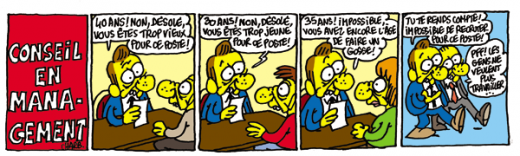 CONSEIL
EN
MANA-
GEMENT
40 ANS! NON, DÉSOLÉ,
VOUS ÊTES TROP VIEUX
POUR CE POSTE!
30 ANS! NON, DÉSOLÉ,
VOUS ÊTES TROP JEUNE
POUR CE POSTE!
35 ANS! IMPOSSIBLE,
VOUS AVEZ ENCORE L'ÂGE
DE FAIRE UN
GOSSE!
TU TE RENDS COMPTE!
IMPOSSIBLE DE RECRUTER
POUR CE POSTE!
PFF! LES
GENS NE
VEULENT
PLUS
TRAVAILLER...